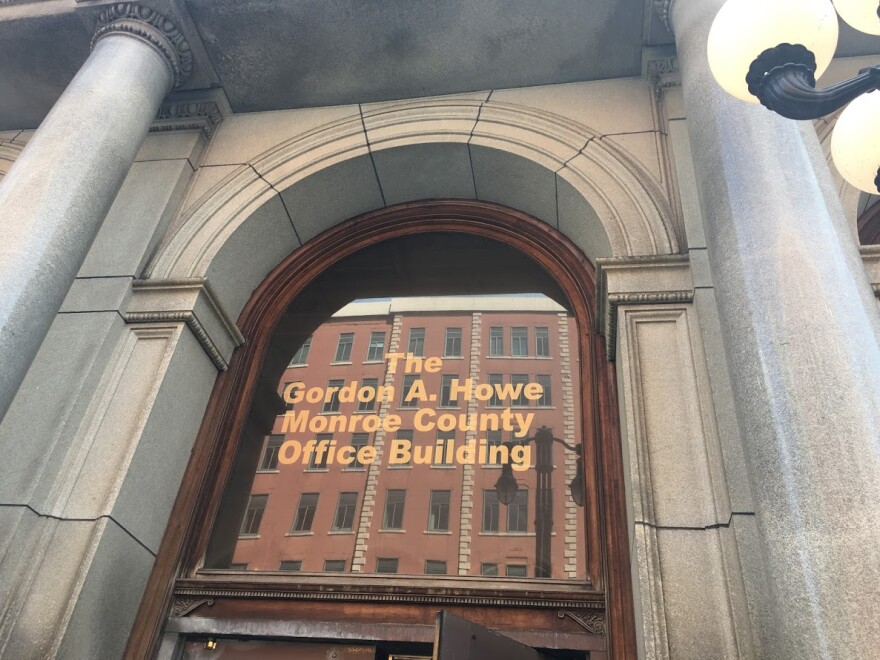 The
Gordon A. Howe
Monroe County
Office Building